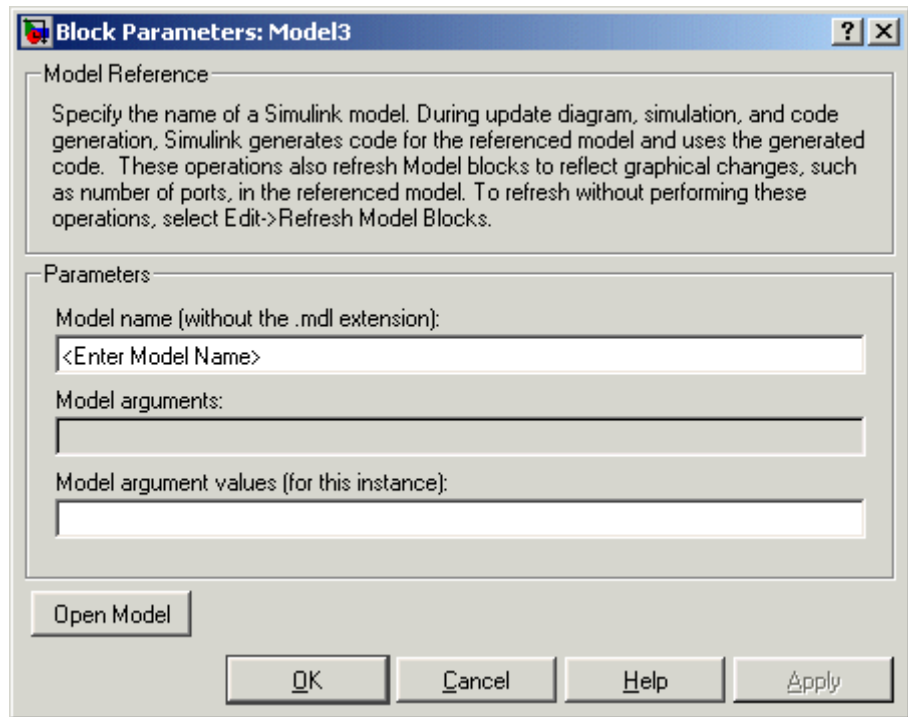 Block Parameters: Model3
Model Reference
Specify the name of a Simulink model. During update diagram, simulation, and code
generation, Simulink generates code for the referenced model and uses the generated
code.  These operations also refresh Model blocks to reflect graphical changes, such
as number of ports, in the referenced model. To refresh without performing these
operations, select Edit->Refresh Model Blocks.
Parameters
Model name (without the .mdl extension):
<Enter Model Name>
Model arguments:
Model argument values (for this instance):
Open Model
OK Cancel Help Apply